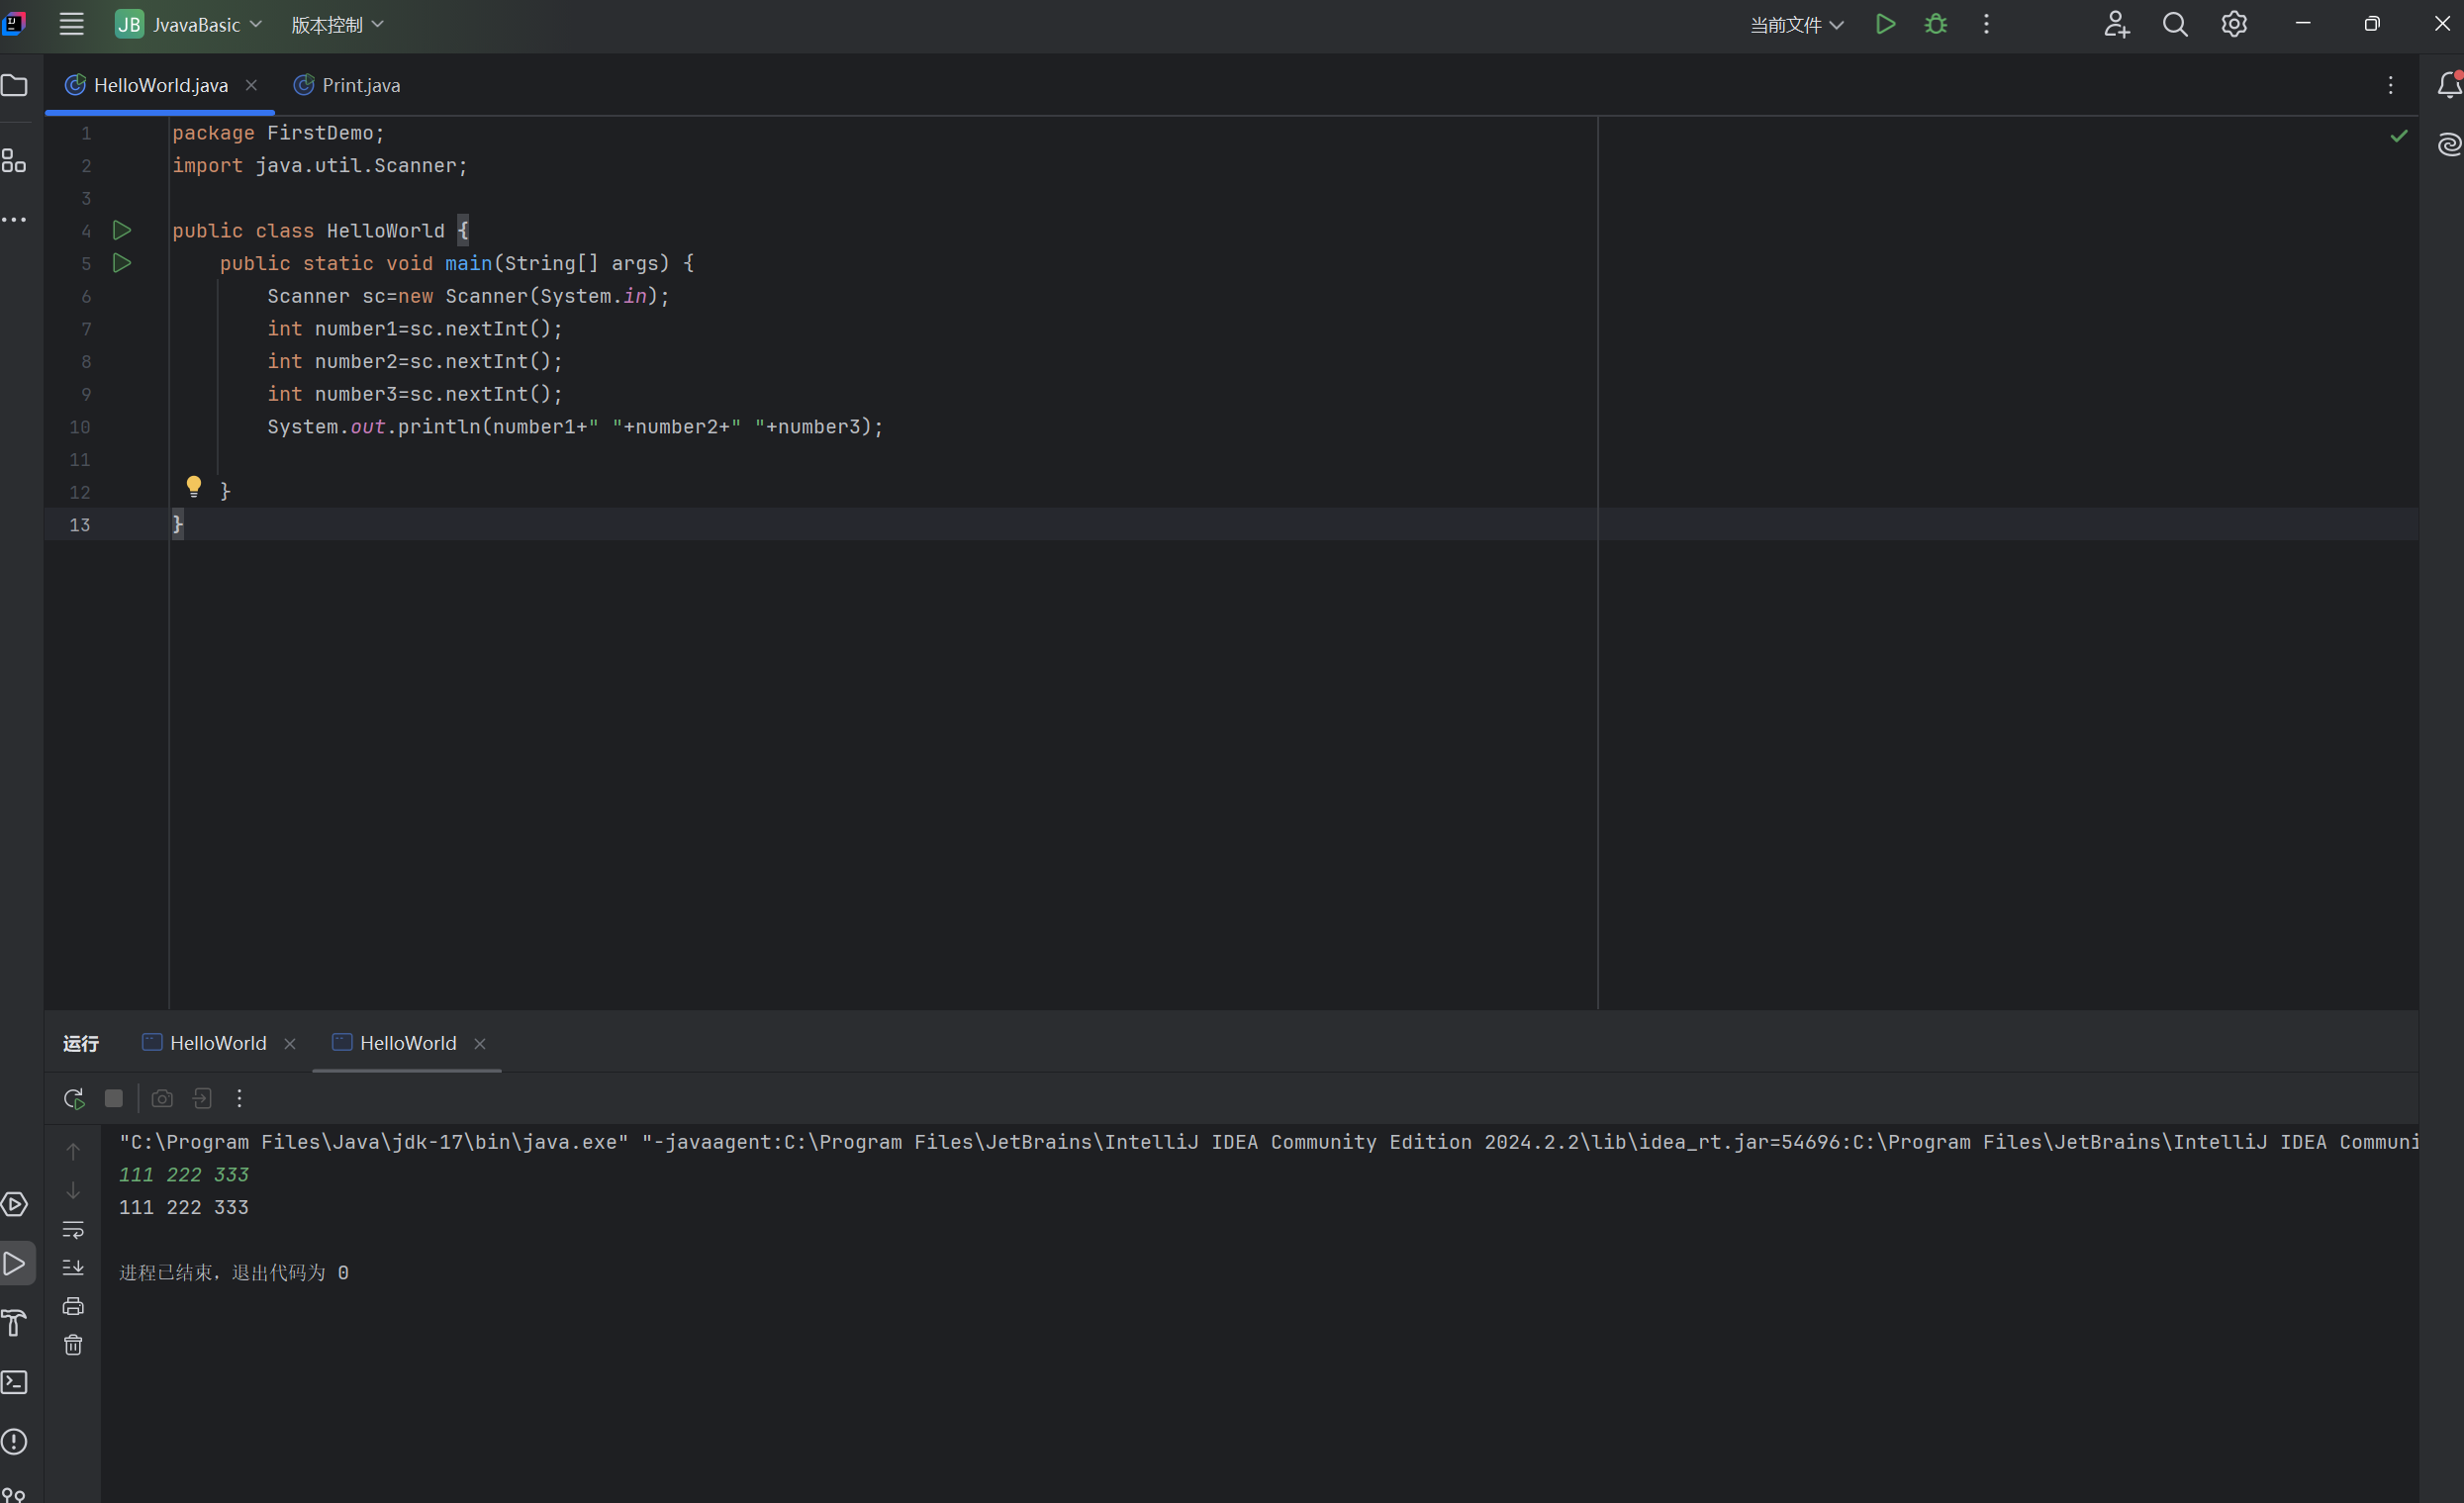 JB JvavaBasic 版本控制 当前文件
HelloWorld.java Print.java
1 package FirstDemo;
2 import java.util.Scanner;
3
4 public class HelloWorld {
5 public static void main(String[] args) {
6 Scanner sc=new Scanner(System.in);
7 int number1=sc.nextInt();
8 int number2=sc.nextInt();
9 int number3=sc.nextInt();
10 System.out.println(number1+" "+number2+" "+number3);
11
12 }
13 }
运行 HelloWorld HelloWorld
"C:\Program Files\Java\jdk-17\bin\java.exe" "-javaagent:C:\Program Files\JetBrains\IntelliJ IDEA Community Edition 2024.2.2\lib\idea_rt.jar=54696:C:\Program Files\JetBrains\IntelliJ IDEA Communi
111 222 333
111 222 333
进程已结束，退出代码为 0